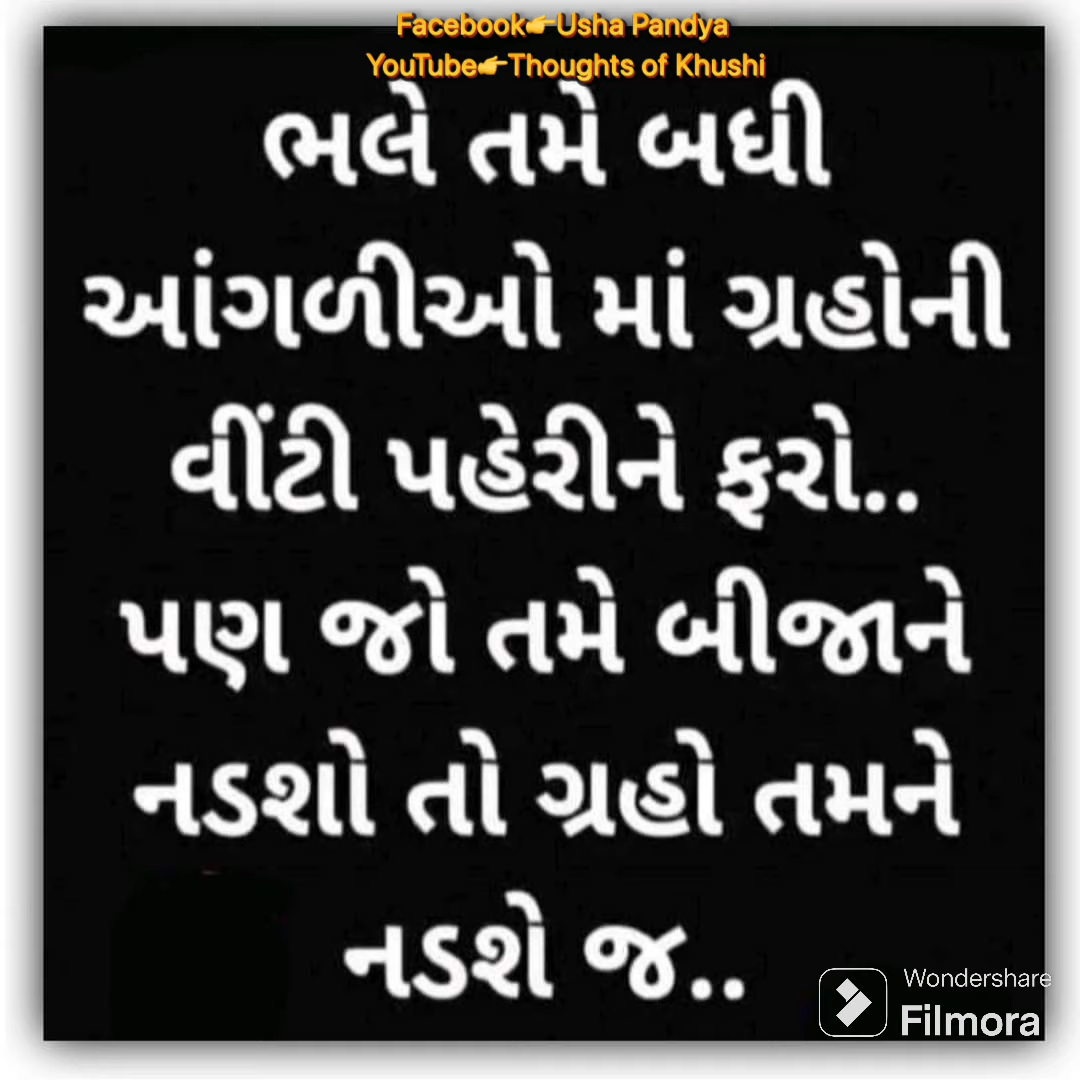 Facebook👉Usha Pandya
YouTube👉Thoughts of Khushi
ભલે તમે બધી
આંગળીઓ માં ગ્રહોની
વીંટી પહેરીને ફરો..
પણ જો તમે બીજાને
નડશો તો ગ્રહો તમને
નડશે જ..
Wondershare
Filmora